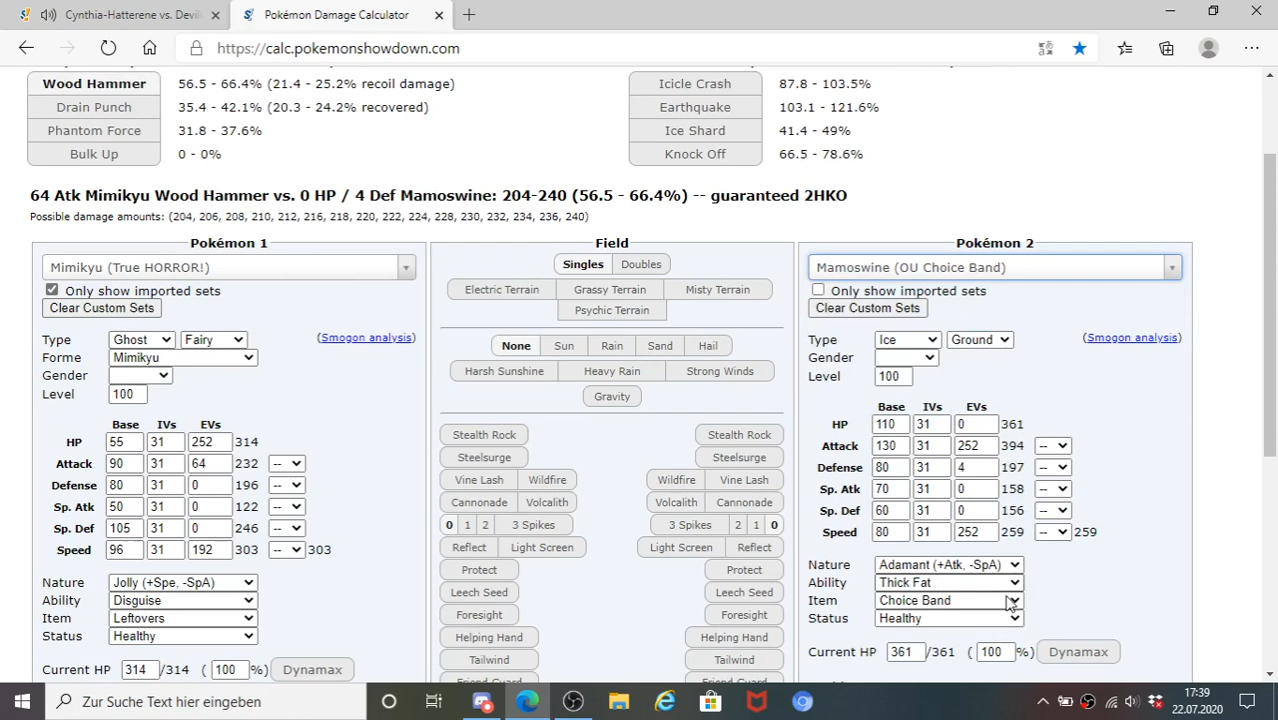 Cynthia-Hatterene vs. Devil
Pokémon Damage Calculator
https://calc.pokemonshowdown.com
Wood Hammer 56.5 - 66.4% (21.4 - 25.2% recoil damage)
Drain Punch 35.4 - 42.1% (20.3 - 24.2% recovered)
Phantom Force 31.8 - 37.6%
Bulk Up 0 - 0%
Icicle Crash 87.8 - 103.5%
Earthquake 103.1 - 121.6%
Ice Shard 41.4 - 49%
Knock Off 66.5 - 78.6%
64 Atk Mimikyu Wood Hammer vs. 0 HP / 4 Def Mamoswine: 204-240 (56.5 - 66.4%) -- guaranteed 2HKO
Possible damage amounts: (204, 206, 208, 210, 212, 216, 218, 220, 222, 224, 228, 230, 232, 234, 236, 240)
Pokémon 1
Mimikyu (True HORROR!)
Only show imported sets
Clear Custom Sets
Type Ghost Fairy (Smogon analysis)
Forme Mimikyu
Gender
Level 100
Base IVs EVs
HP 55 31 252 314
Attack 90 31 64 232 --
Defense 80 31 0 196 --
Sp. Atk 50 31 0 122 --
Sp. Def 105 31 0 246 --
Speed 96 31 192 303 -- 303
Nature Jolly (+Spe, -SpA)
Ability Disguise
Item Leftovers
Status Healthy
Current HP 314 /314 ( 100 %) Dynamax
Field
Singles Doubles
Electric Terrain Grassy Terrain Misty Terrain
Psychic Terrain
None Sun Rain Sand Hail
Harsh Sunshine Heavy Rain Strong Winds
Gravity
Stealth Rock Stealth Rock
Steelsurge Steelsurge
Vine Lash Wildfire Wildfire Vine Lash
Cannonade Volcalith Volcalith Cannonade
0 1 2 3 Spikes 3 Spikes 2 1 0
Reflect Light Screen Light Screen Reflect
Protect Protect
Leech Seed Leech Seed
Foresight Foresight
Helping Hand Helping Hand
Tailwind Tailwind
Friend Guard Friend Guard
Pokémon 2
Mamoswine (OU Choice Band)
Only show imported sets
Clear Custom Sets
Type Ice Ground (Smogon analysis)
Gender
Level 100
Base IVs EVs
HP 110 31 0 361
Attack 130 31 252 394 --
Defense 80 31 4 197 --
Sp. Atk 70 31 0 158 --
Sp. Def 60 31 0 156 --
Speed 80 31 252 259 -- 259
Nature Adamant (+Atk, -SpA)
Ability Thick Fat
Item Choice Band
Status Healthy
Current HP 361 /361 ( 100 %) Dynamax
Zur Suche Text hier eingeben
17:39
22.07.2020